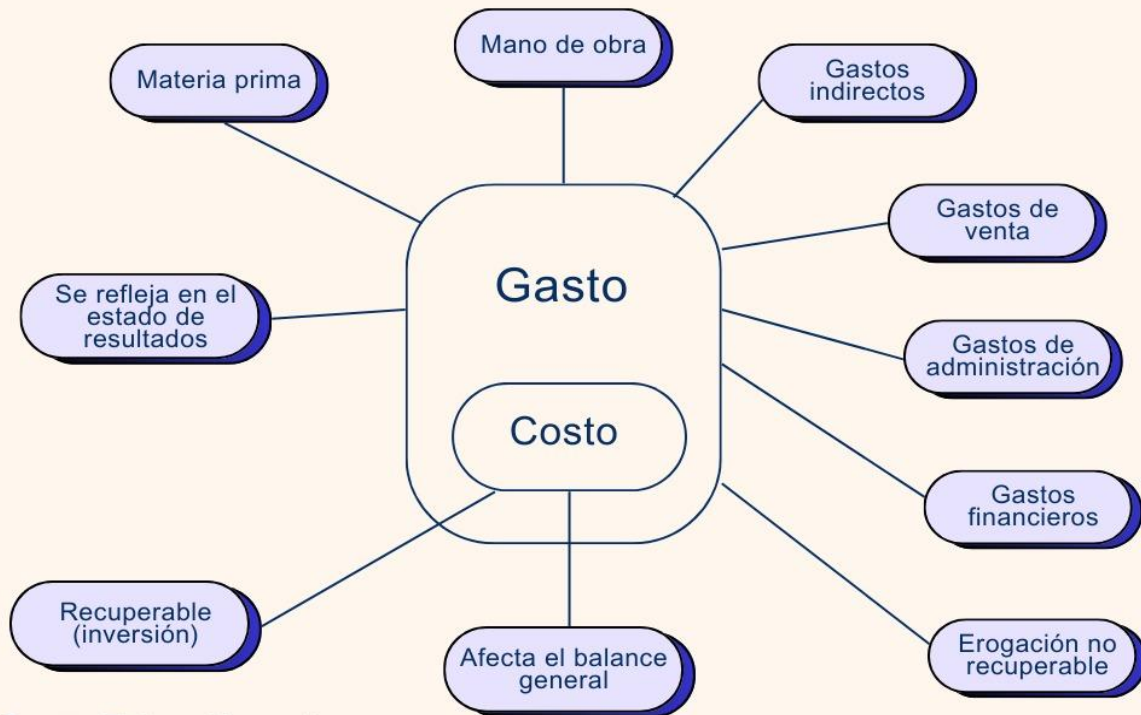 Materia prima
Mano de obra
Gastos
indirectos
Gastos de
venta
Se refleja en el
estado de
resultados
Gasto
Gastos de
administración
Costo
Gastos
financieros
Recuperable
(inversión)
Afecta el balance
general
Erogación no
recuperable